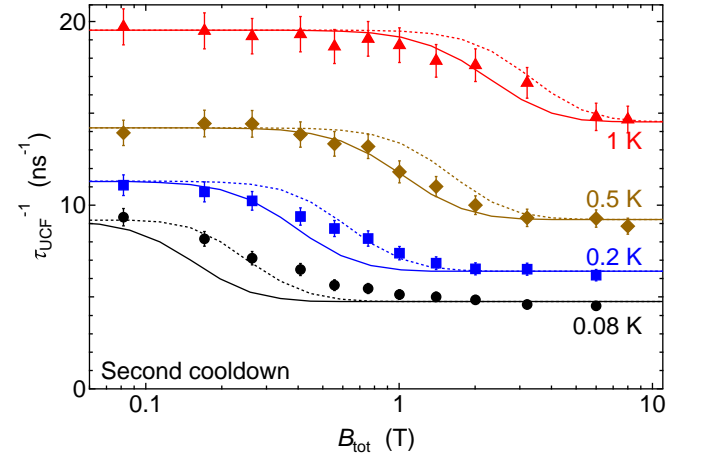 20
10
0
τUCF-1 (ns-1)
1 K
0.5 K
0.2 K
0.08 K
Second cooldown
0.1
1
10
Btot (T)